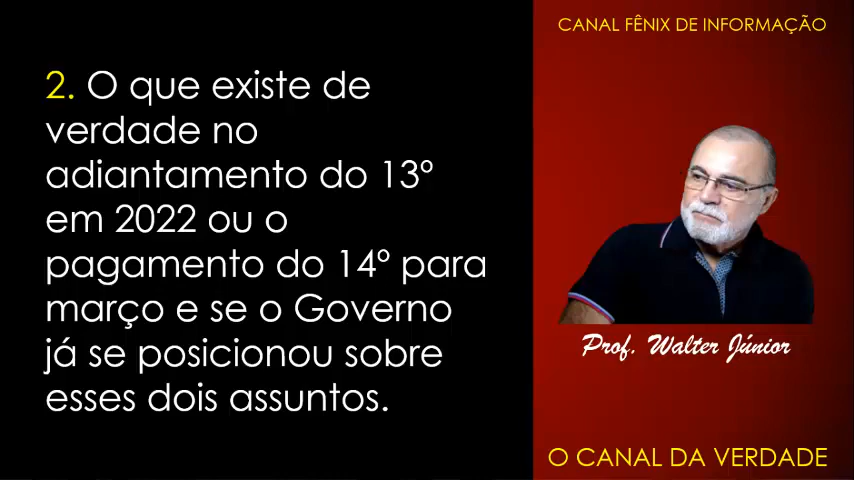 2. O que existe de
verdade no
adiantamento do 13º
em 2022 ou o
pagamento do 14º para
março e se o Governo
já se posicionou sobre
esses dois assuntos.
CANAL FÊNIX DE INFORMAÇÃO
Prof. Walter Júnior
O CANAL DA VERDADE